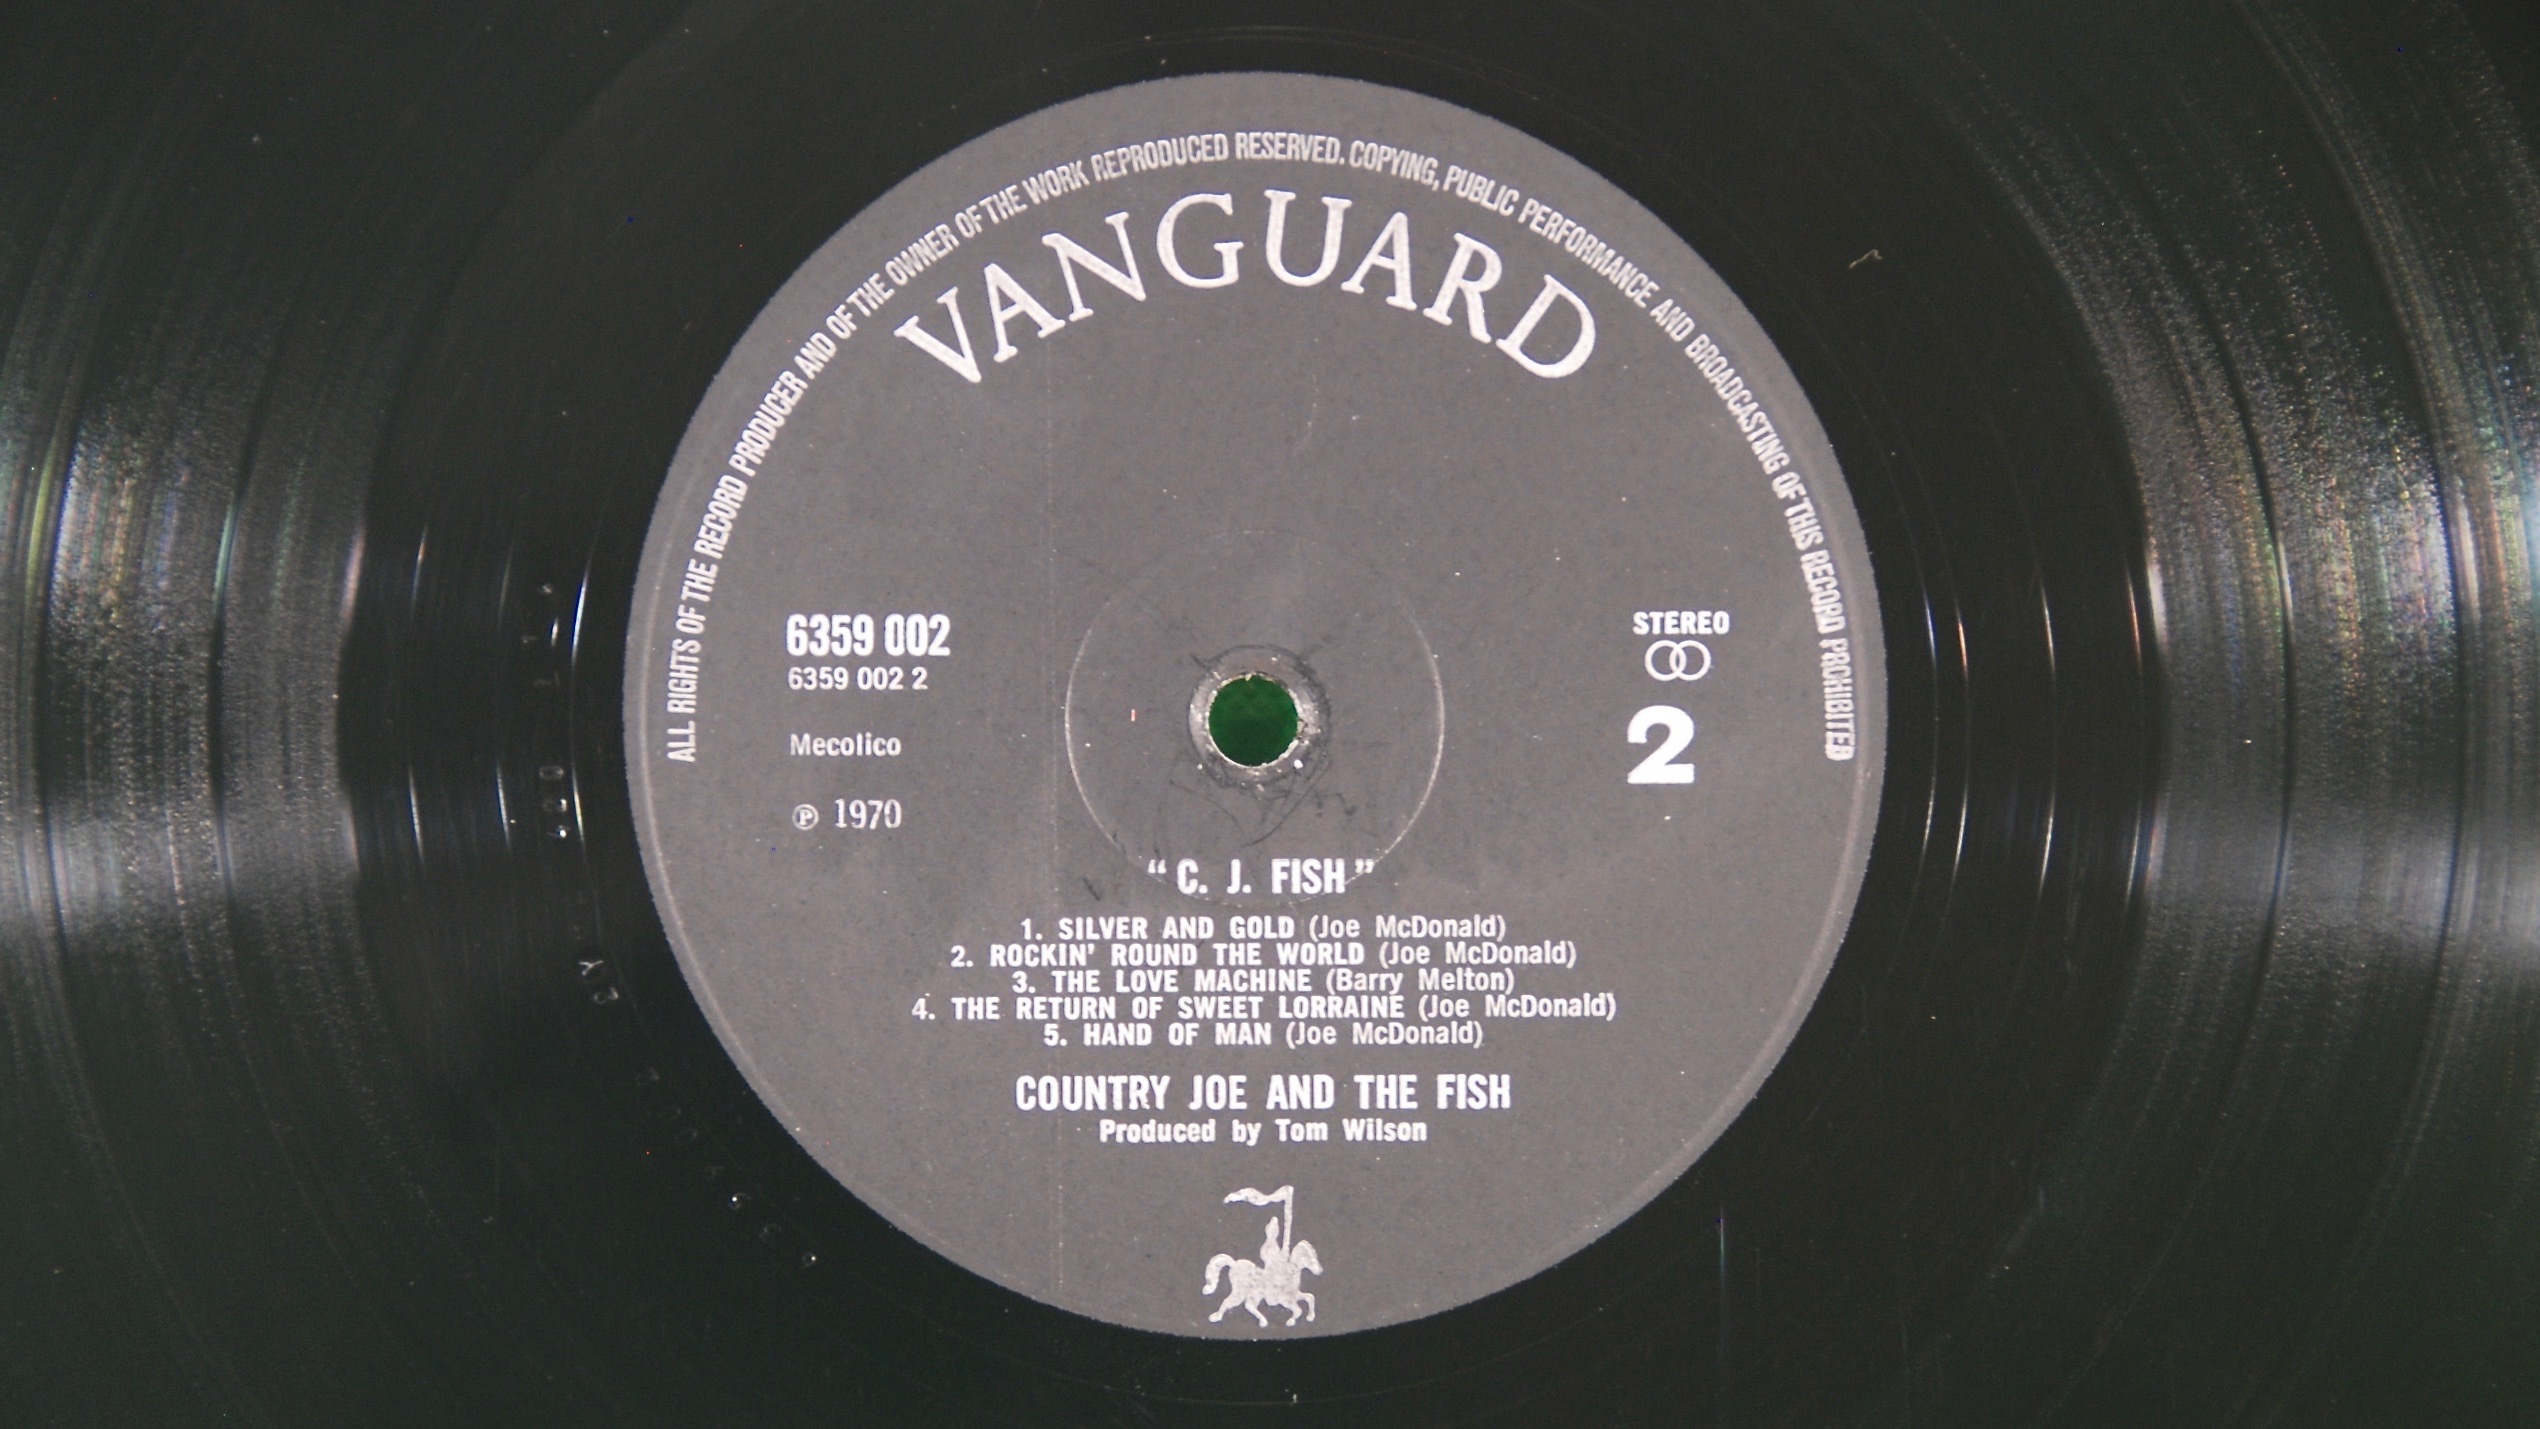 ALL RIGHTS OF THE RECORD PRODUCER AND OF THE OWNER OF THE WORK REPRODUCED RESERVED. COPYING, PUBLIC PERFORMANCE AND BROADCASTING OF THIS RECORD PROHIBITED
VANGUARD
6359 002
6359 002 2
Mecolico
℗ 1970
STEREO
2
“C. J. FISH”
1. SILVER AND GOLD (Joe McDonald)
2. ROCKIN' ROUND THE WORLD (Joe McDonald)
3. THE LOVE MACHINE (Barry Melton)
4. THE RETURN OF SWEET LORRAINE (Joe McDonald)
5. HAND OF MAN (Joe McDonald)
COUNTRY JOE AND THE FISH
Produced by Tom Wilson